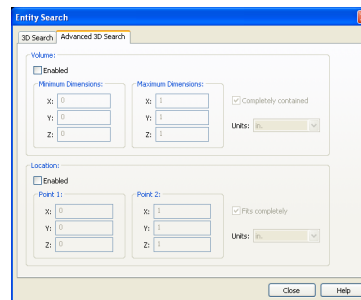 Entity Search
3D Search Advanced 3D Search
Volume:
Enabled
Minimum Dimensions: Maximum Dimensions:
X: 0 X: 1 Completely contained
Y: 0 Y: 1
Z: 0 Z: 1 Units: in.
Location:
Enabled
Point 1: Point 2:
X: 0 X: 1 Fits completely
Y: 0 Y: 1
Z: 0 Z: 1 Units: in.
Close Help